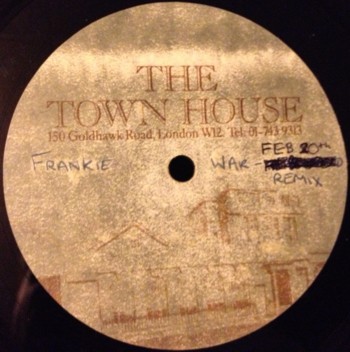 THE
TOWN HOUSE
150 Goldhawk Road, London W12. Tel: 01-743 9313
FRANKIE WAR - FEB 20th
REMIX